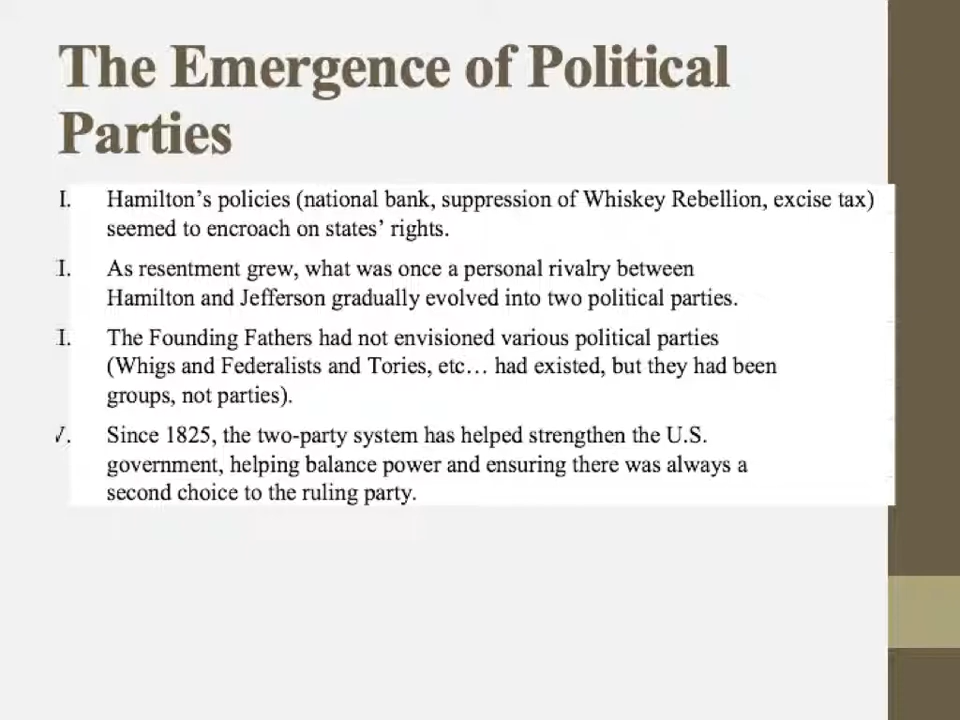 The Emergence of Political
Parties
I. Hamilton's policies (national bank, suppression of Whiskey Rebellion, excise tax)
seemed to encroach on states' rights.
I. As resentment grew, what was once a personal rivalry between
Hamilton and Jefferson gradually evolved into two political parties.
I. The Founding Fathers had not envisioned various political parties
(Whigs and Federalists and Tories, etc… had existed, but they had been
groups, not parties).
V. Since 1825, the two-party system has helped strengthen the U.S.
government, helping balance power and ensuring there was always a
second choice to the ruling party.